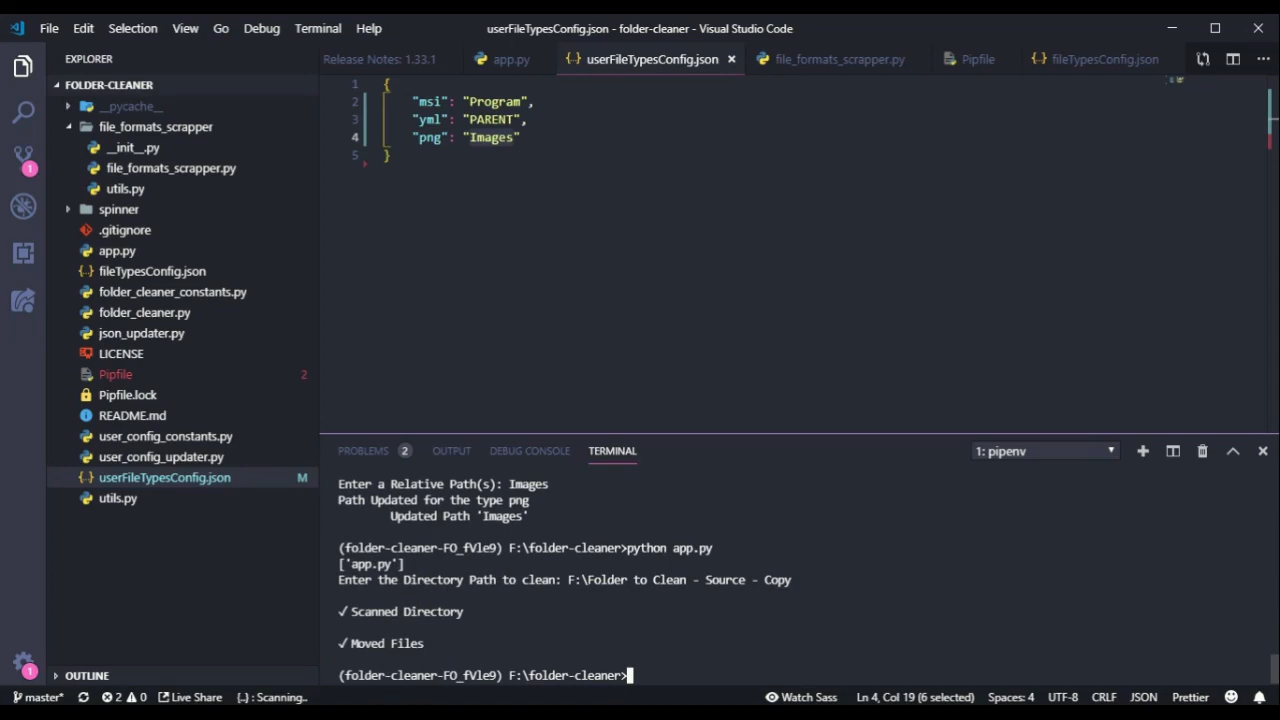 File Edit Selection View Go Debug Terminal Help
userFileTypesConfig.json - folder-cleaner - Visual Studio Code
EXPLORER
FOLDER-CLEANER
__pycache__
file_formats_scrapper
__init__.py
file_formats_scrapper.py
utils.py
spinner
.gitignore
app.py
fileTypesConfig.json
folder_cleaner_constants.py
folder_cleaner.py
json_updater.py
LICENSE
Pipfile 2
Pipfile.lock
README.md
user_config_constants.py
user_config_updater.py
userFileTypesConfig.json M
utils.py
OUTLINE
1
1
Release Notes: 1.33.1
app.py
userFileTypesConfig.json
file_formats_scrapper.py
Pipfile
fileTypesConfig.json
1 {
2 "msi": "Program",
3 "yml": "PARENT",
4 "png": "Images"
5 }
PROBLEMS 2 OUTPUT DEBUG CONSOLE TERMINAL
1: pipenv
Enter a Relative Path(s): Images
Path Updated for the type png
Updated Path 'Images'
(folder-cleaner-FO_fVle9) F:\folder-cleaner>python app.py
['app.py']
Enter the Directory Path to clean: F:\Folder to Clean - Source - Copy
√ Scanned Directory
√ Moved Files
(folder-cleaner-FO_fVle9) F:\folder-cleaner>
master* 2 0 Live Share {..} : Scanning.. Watch Sass Ln 4, Col 19 (6 selected) Spaces: 4 UTF-8 CRLF JSON Prettier